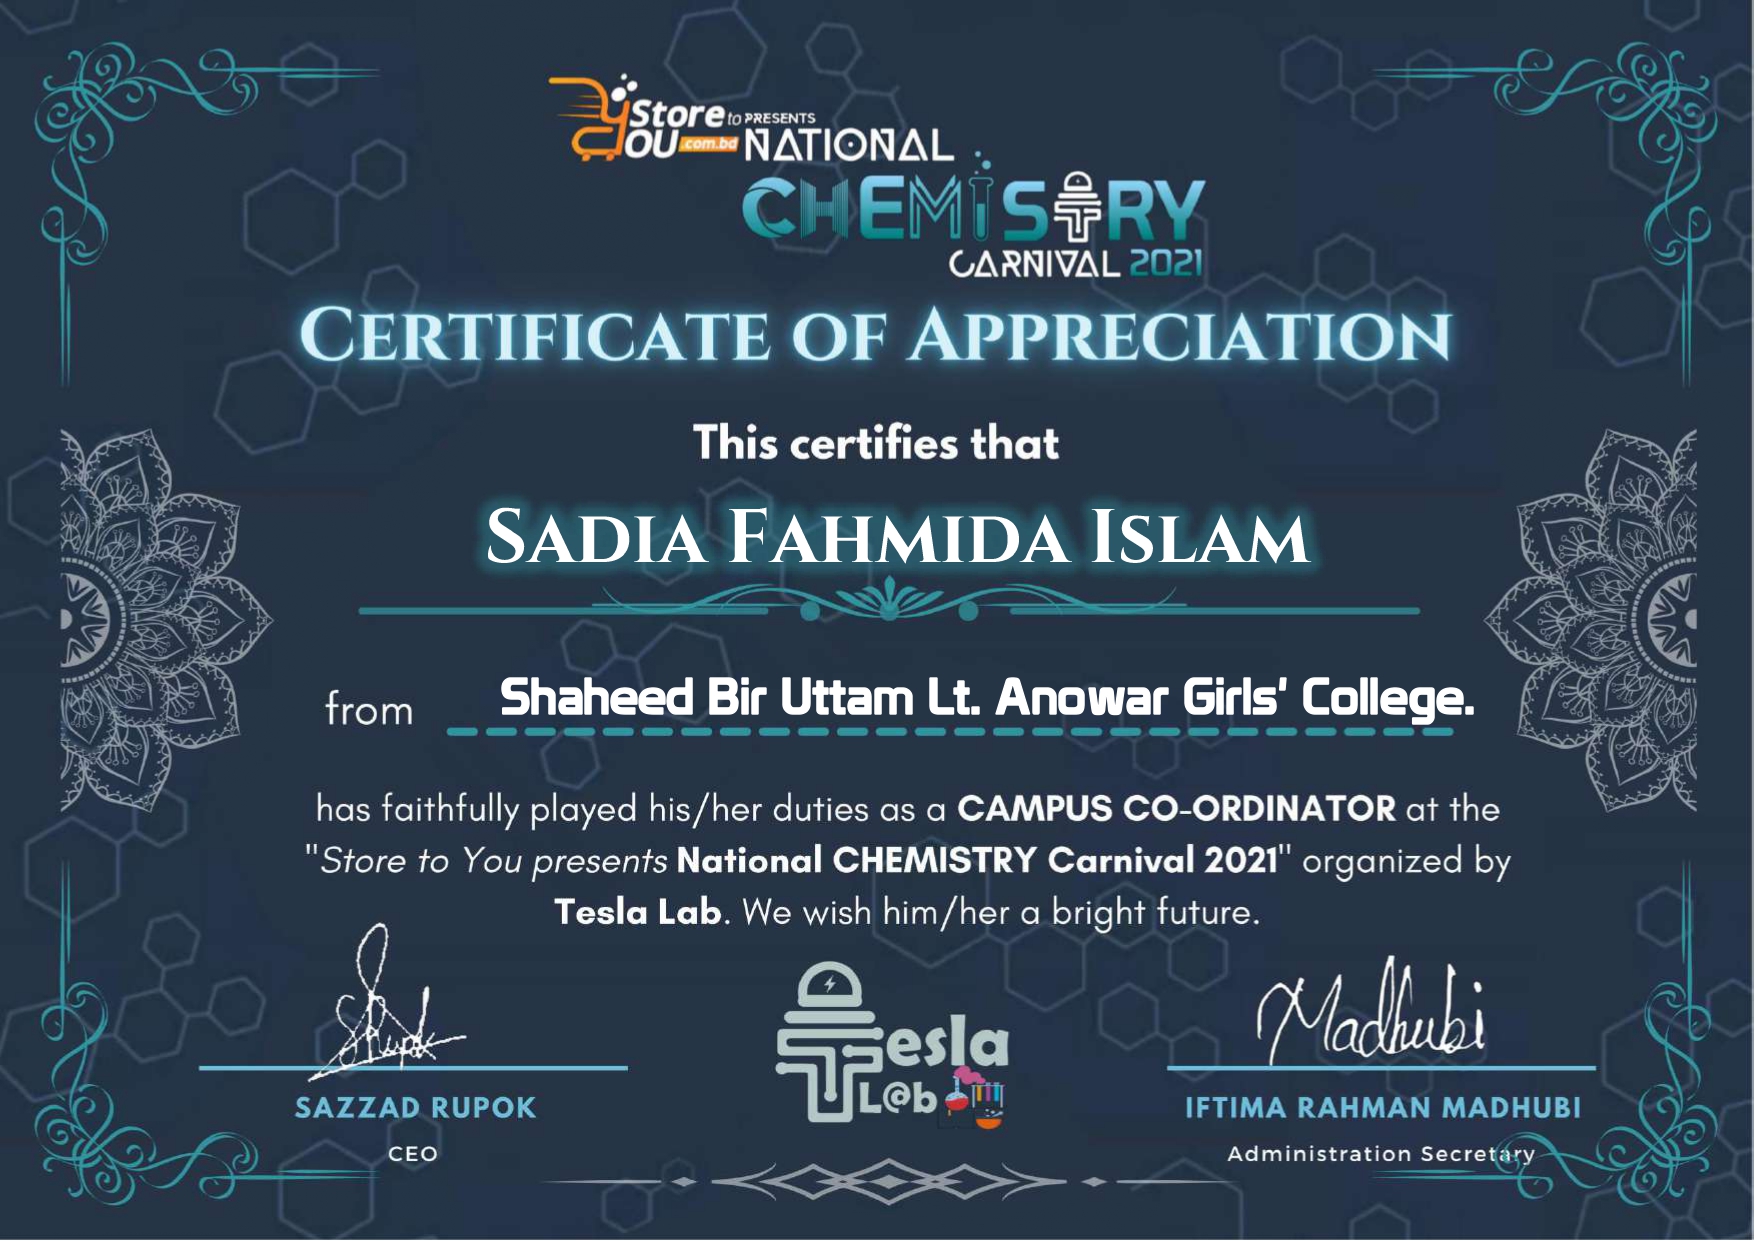 Store to PRESENTS
YOU .com.bd NATIONAL
CHEMISTRY
CARNIVAL 2021
CERTIFICATE OF APPRECIATION
This certifies that
SADIA FAHMIDA ISLAM
from Shaheed Bir Uttam Lt. Anowar Girls' College.
has faithfully played his/her duties as a CAMPUS CO-ORDINATOR at the
"Store to You presents National CHEMISTRY Carnival 2021" organized by
Tesla Lab. We wish him/her a bright future.
Rupok
Madhubi
Tesla
L@b
SAZZAD RUPOK
IFTIMA RAHMAN MADHUBI
CEO
Administration Secretary